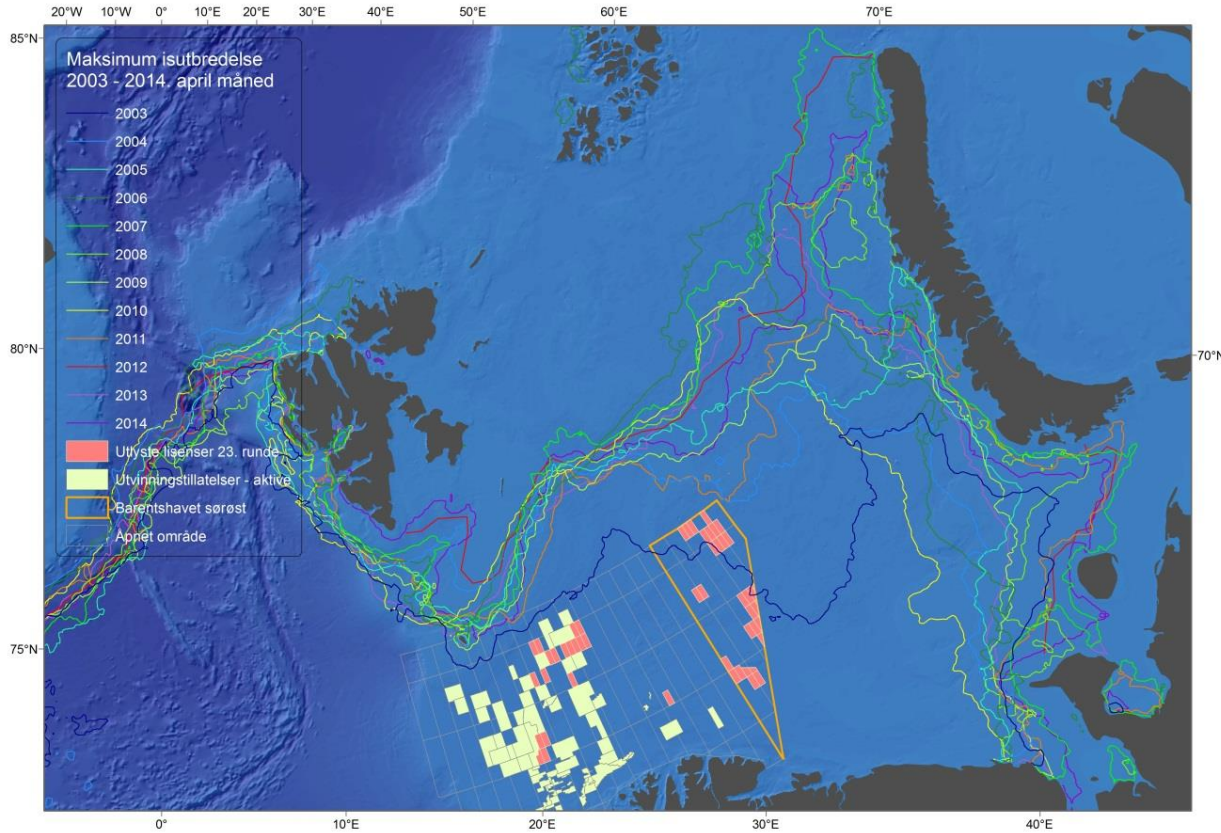 20°W 10°W 0° 10°E 20°E 30°E 40°E 50°E 60°E 70°E
85°N
Maksimum isutbredelse
2003 - 2014. april måned
2003
2004
2005
2006
2007
2008
2009
2010
2011
2012
2013
2014
Utlyste lisenser 23. runde
Utvinningstillatelser - aktive
Barentshavet sørøst
Åpnet område
80°N
70°N
75°N
0° 10°E 20°E 30°E 40°E